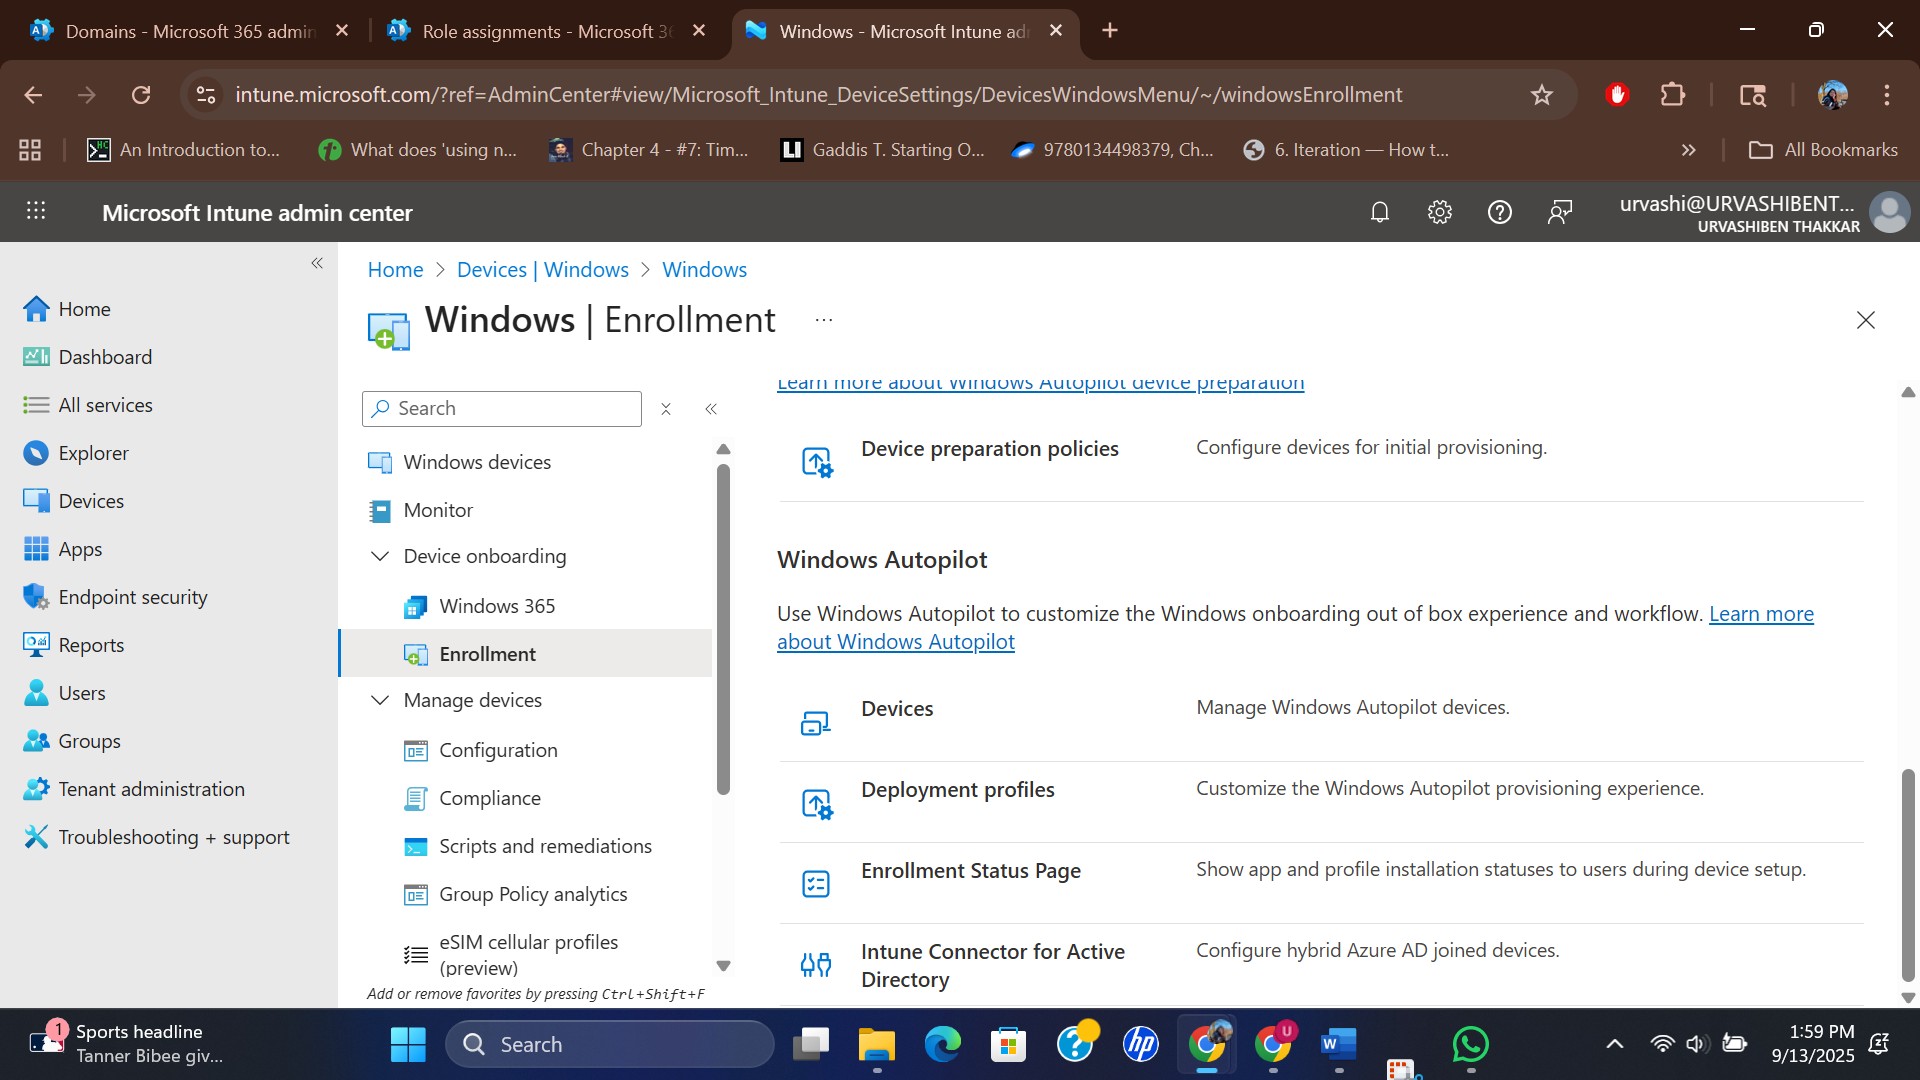 Domains - Microsoft 365 admin
Role assignments - Microsoft 36
Windows - Microsoft Intune adm
intune.microsoft.com/?ref=AdminCenter#view/Microsoft_Intune_DeviceSettings/DevicesWindowsMenu/~/windowsEnrollment
An Introduction to...
What does 'using n...
Chapter 4 - #7: Tim...
Gaddis T. Starting O...
9780134498379, Ch...
6. Iteration — How t...
All Bookmarks
Microsoft Intune admin center
urvashi@URVASHIBENT...
URVASHIBEN THAKKAR
Home
Dashboard
All services
Explorer
Devices
Apps
Endpoint security
Reports
Users
Groups
Tenant administration
Troubleshooting + support
Home > Devices | Windows > Windows
Windows | Enrollment
Search
Windows devices
Monitor
Device onboarding
Windows 365
Enrollment
Manage devices
Configuration
Compliance
Scripts and remediations
Group Policy analytics
eSIM cellular profiles
(preview)
Add or remove favorites by pressing Ctrl+Shift+F
Learn more about Windows Autopilot device preparation
Device preparation policies
Configure devices for initial provisioning.
Windows Autopilot
Use Windows Autopilot to customize the Windows onboarding out of box experience and workflow. Learn more
about Windows Autopilot
Devices
Manage Windows Autopilot devices.
Deployment profiles
Customize the Windows Autopilot provisioning experience.
Enrollment Status Page
Show app and profile installation statuses to users during device setup.
Intune Connector for Active
Directory
Configure hybrid Azure AD joined devices.
1
Sports headline
Tanner Bibee giv...
Search
1:59 PM
9/13/2025